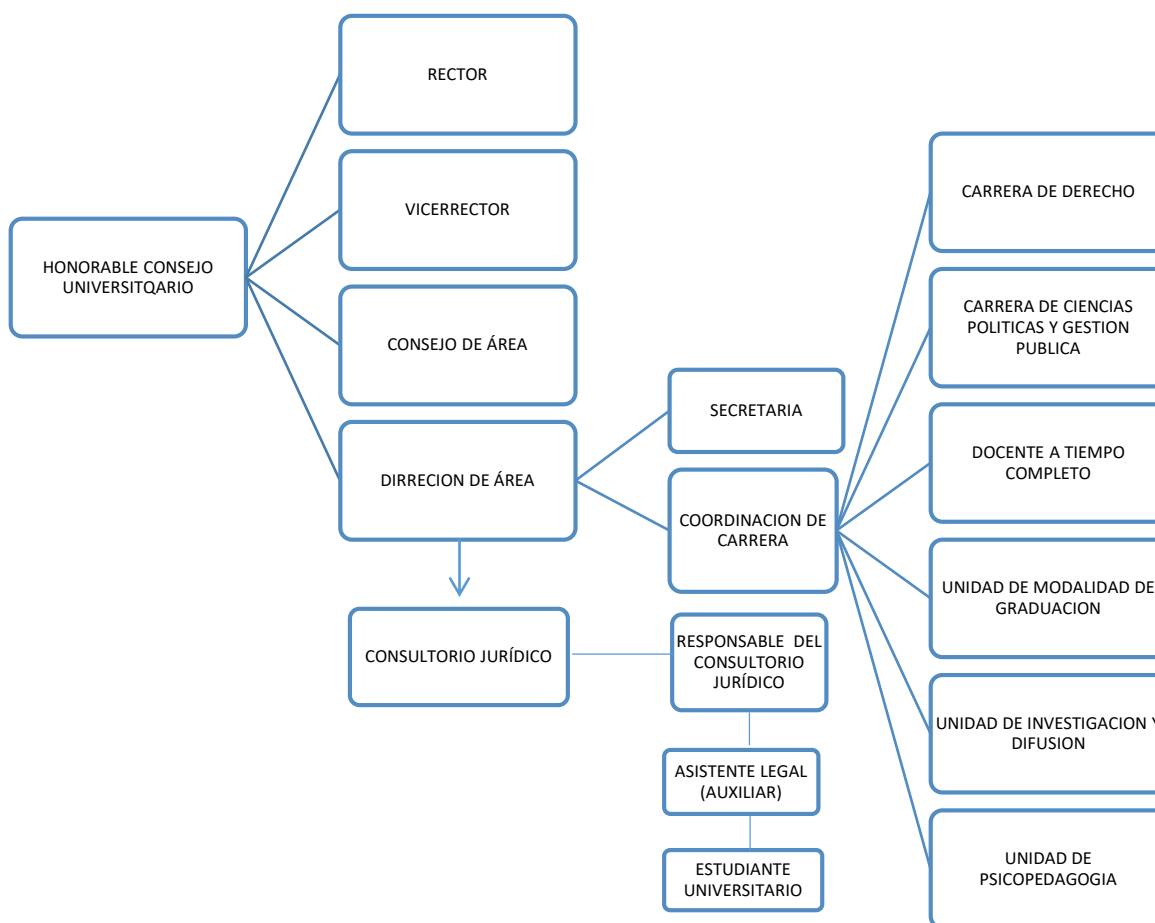 RECTOR
VICERRECTOR
HONORABLE CONSEJO
UNIVERSITQARIO
CONSEJO DE ÁREA
DIRRECION DE ÁREA
SECRETARIA
COORDINACION DE
CARRERA
CARRERA DE DERECHO
CARRERA DE CIENCIAS
POLITICAS Y GESTION
PUBLICA
DOCENTE A TIEMPO
COMPLETO
UNIDAD DE MODALIDAD DE
GRADUACION
UNIDAD DE INVESTIGACION Y
DIFUSION
UNIDAD DE
PSICOPEDAGOGIA
CONSULTORIO JURÍDICO
RESPONSABLE DEL
CONSULTORIO
JURÍDICO
ASISTENTE LEGAL
(AUXILIAR)
ESTUDIANTE
UNIVERSITARIO